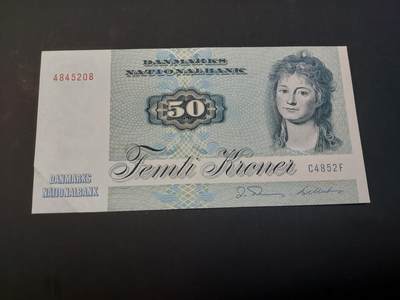 DANMARKS
NATIONALBANK
4845208
50
Femti Kroner
C4852F
DANMARKS
NATIONALBANK